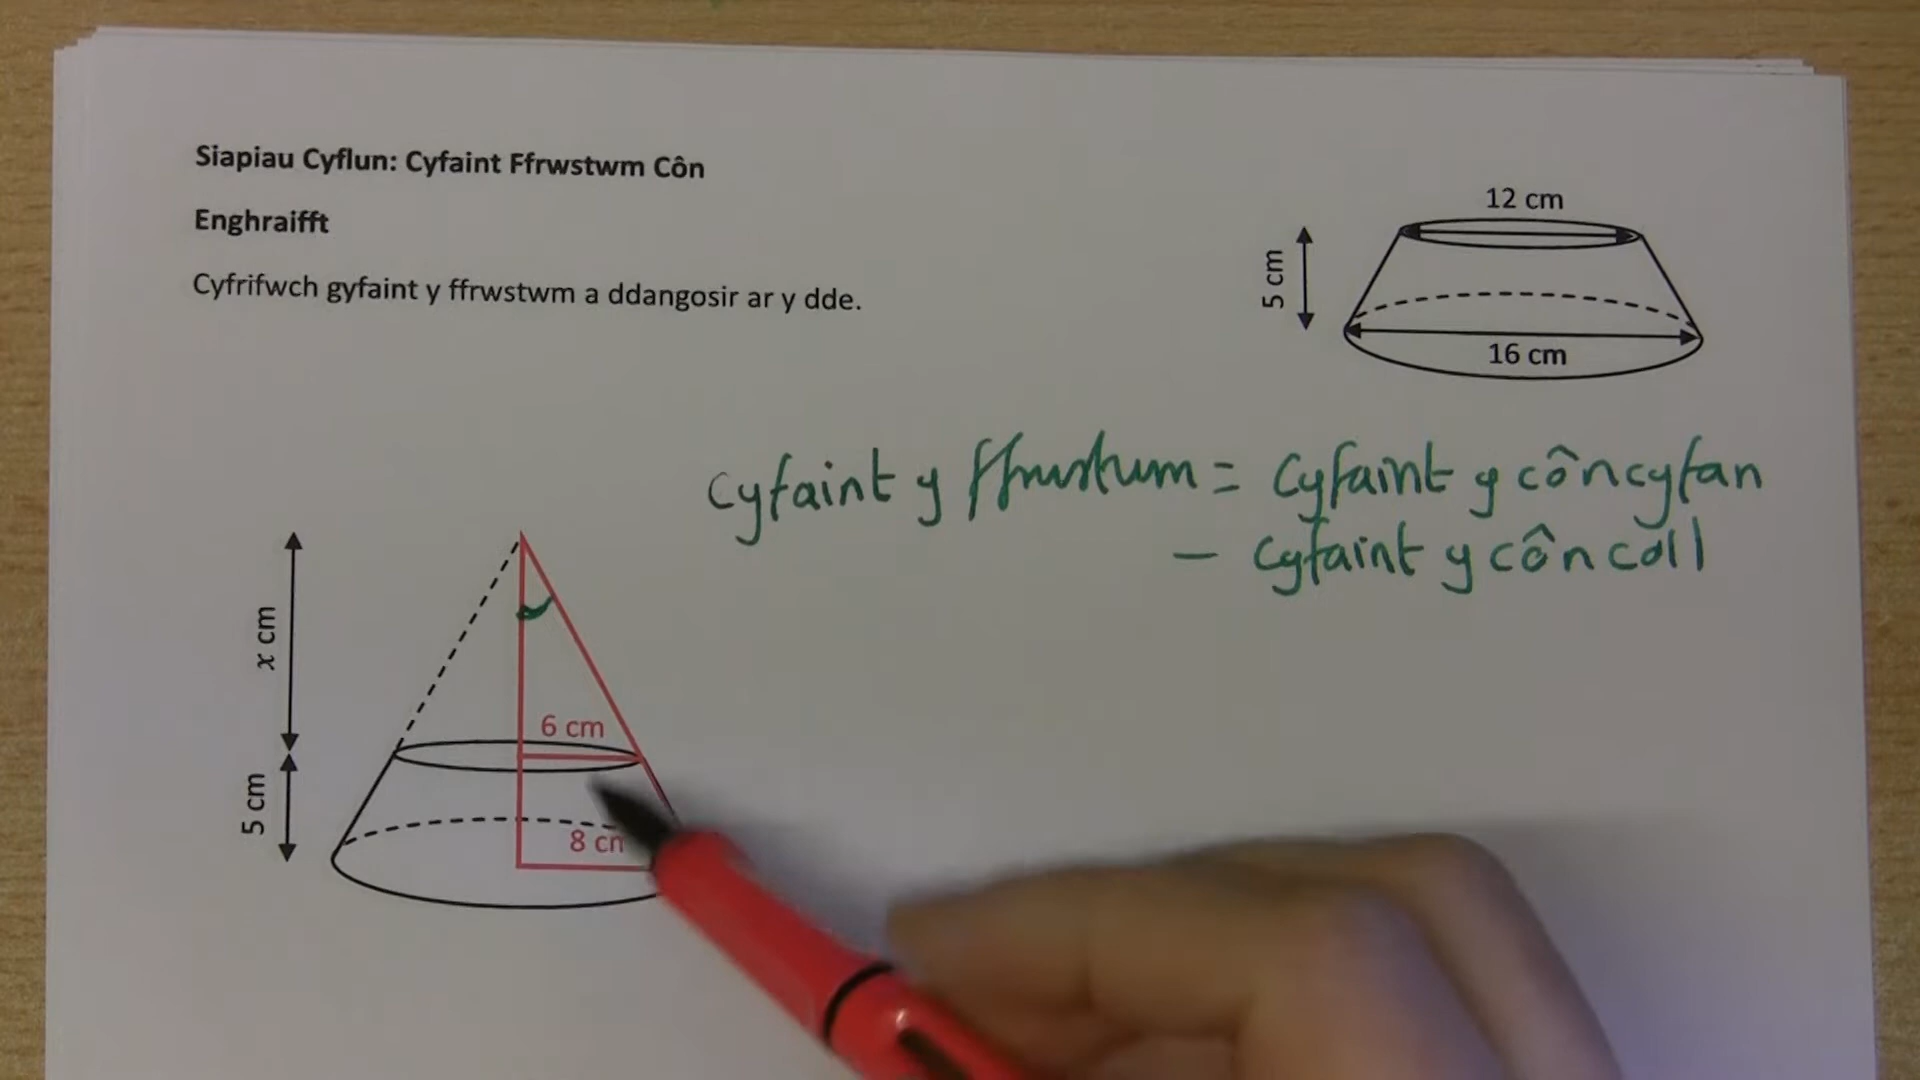 Siapiau Cyflun: Cyfaint Ffrwstwm Côn
Enghraifft
Cyfrifwch gyfaint y ffrwstwm a ddangosir ar y dde.
12 cm
5 cm
16 cm
Cyfaint y ffrwstwm = Cyfaint y côn cyfan
- Cyfaint y côn coll
x cm
6 cm
5 cm
8 cm